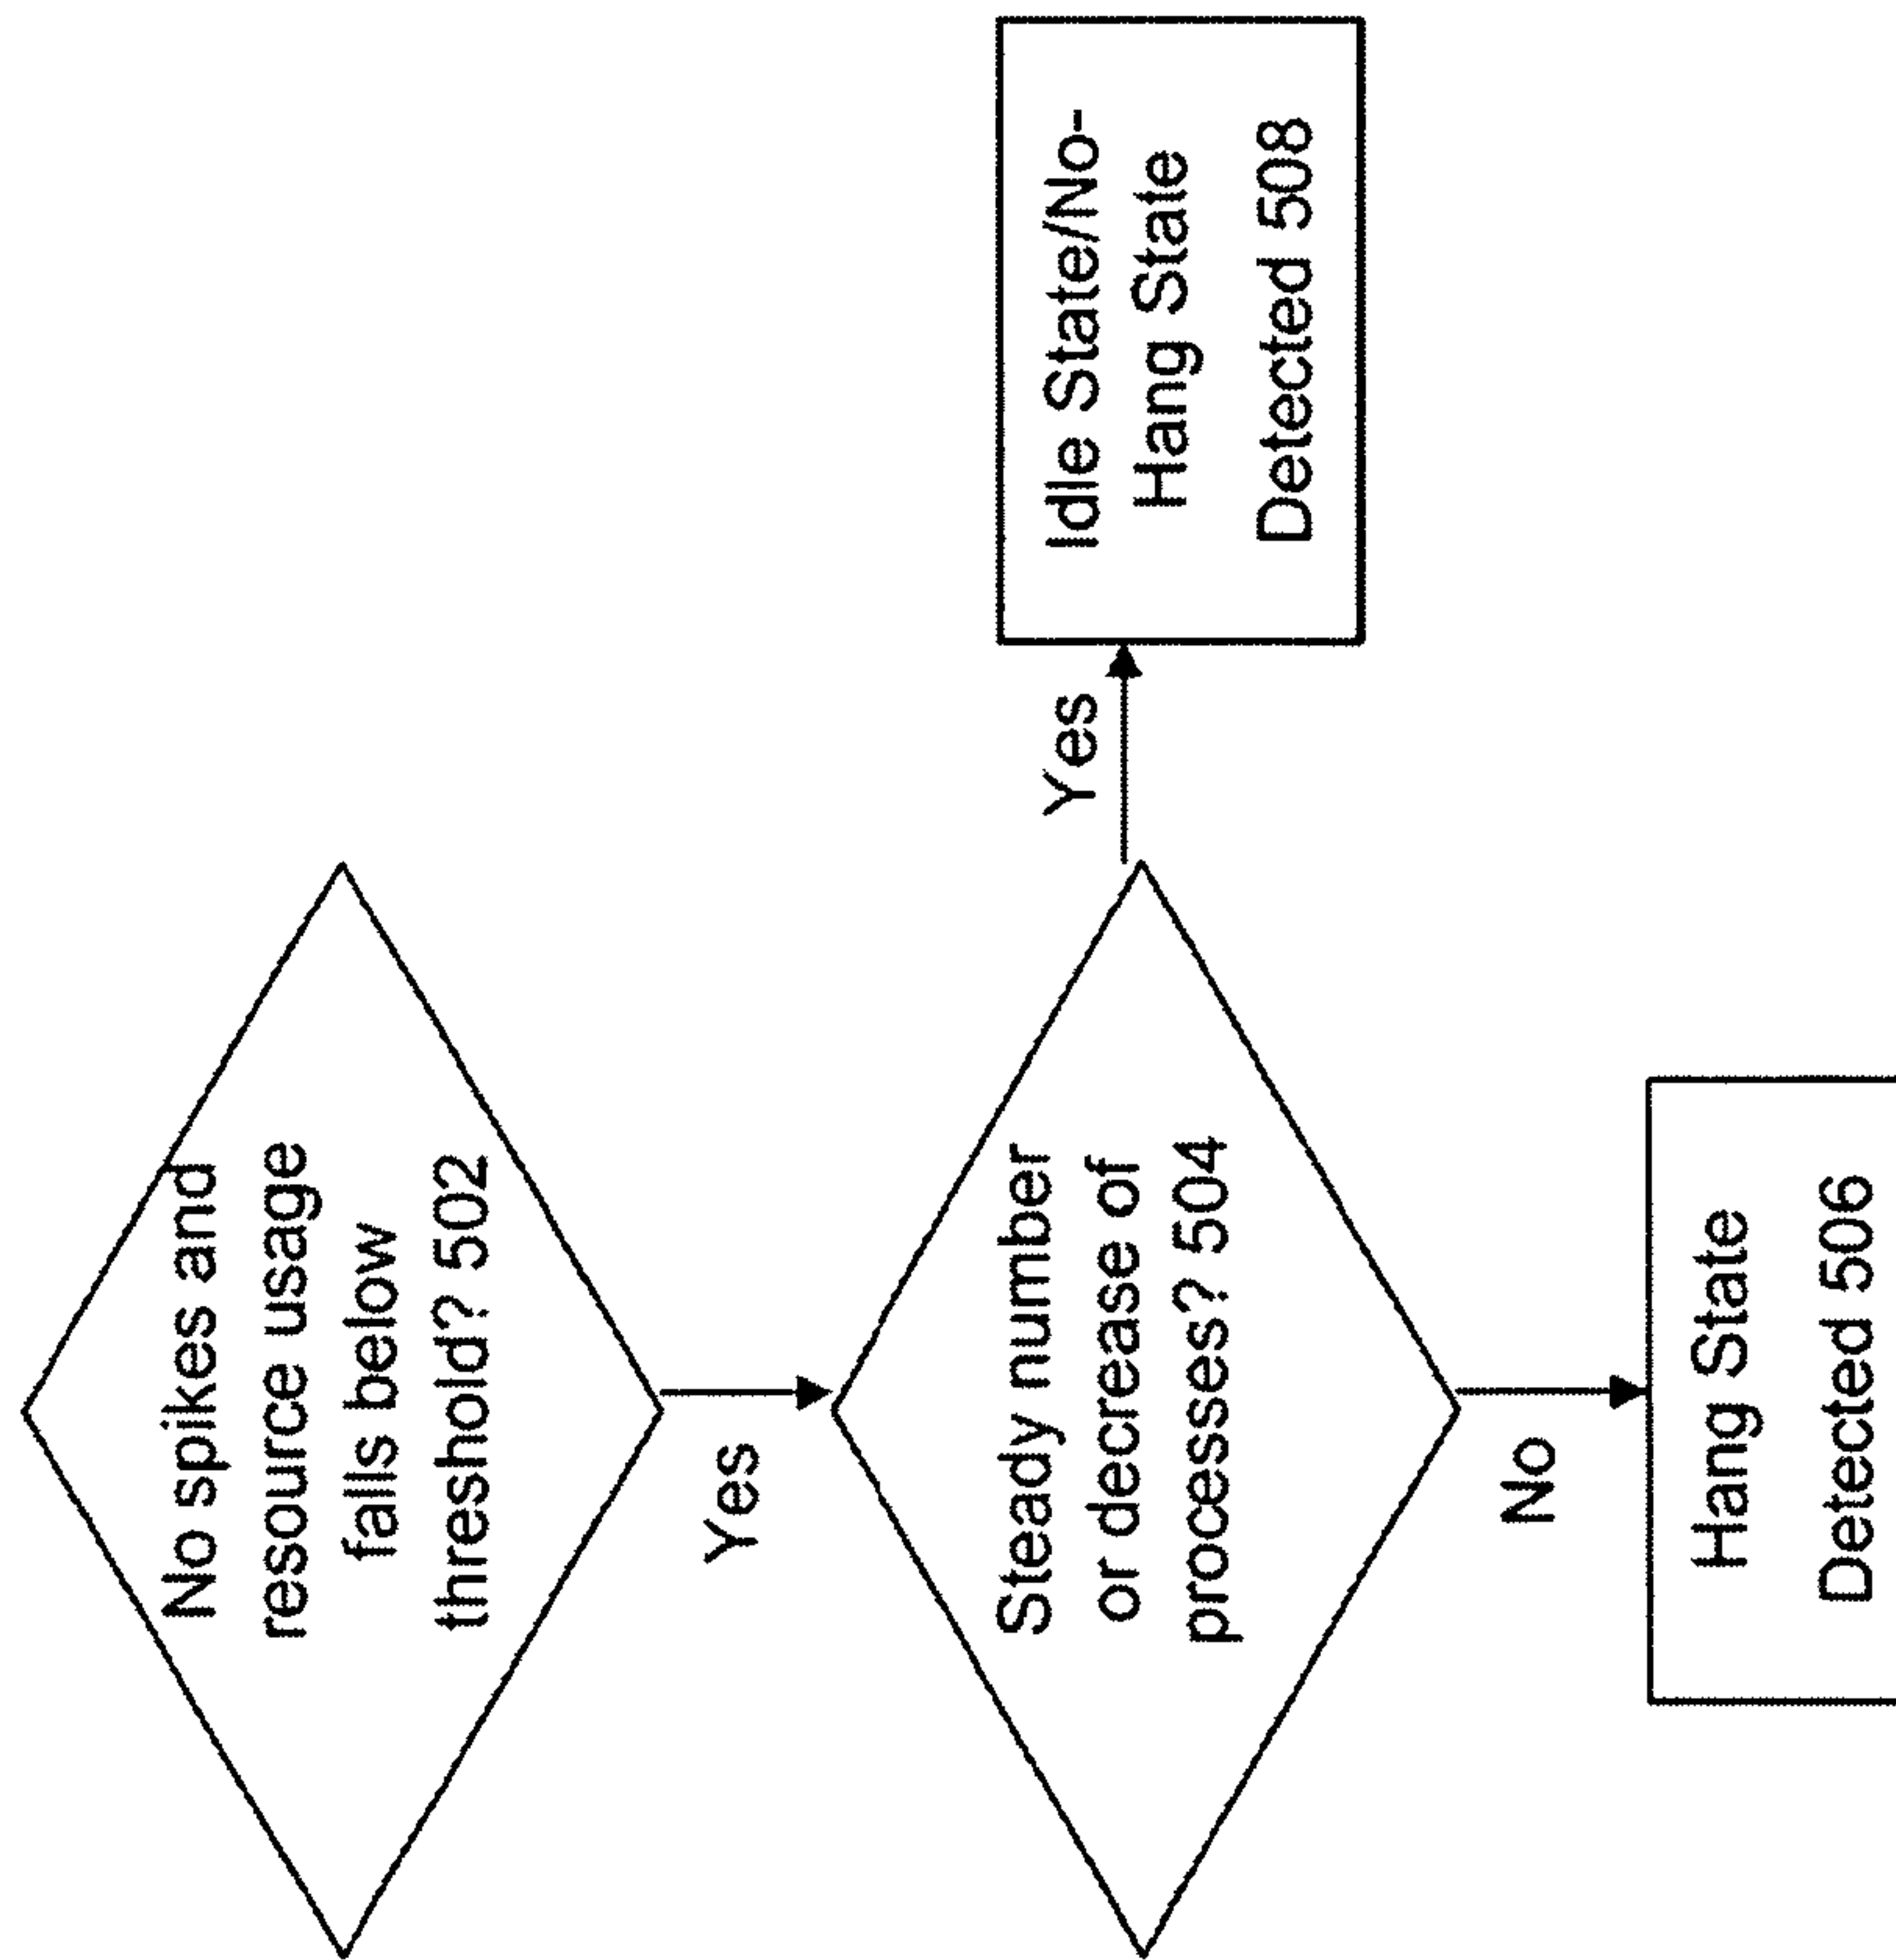 No spikes and
resource usage
falls below
threshold? 502
Yes
Steady number
or decrease of
processes? 504
Yes
Idle State/No-
Hang State
Detected 508
No
Hang State
Detected 506